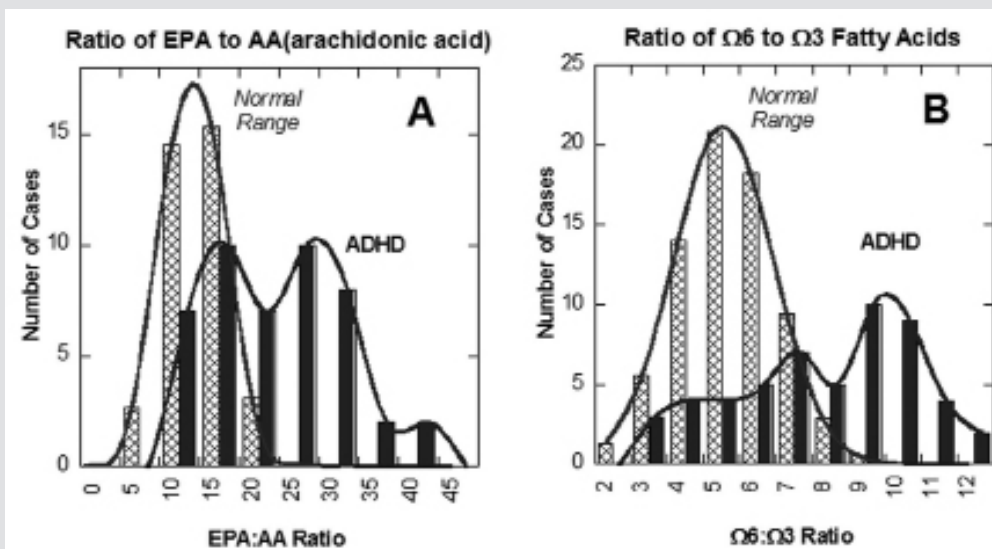 Ratio of EPA to AA(arachidonic acid)
Number of Cases
15
10
5
0
Normal
Range
A
ADHD
0 5 10 15 20 25 30 35 40 45
EPA:AA Ratio
Ratio of Ω6 to Ω3 Fatty Acids
Number of Cases
25
20
15
10
5
0
Normal
Range
B
ADHD
2 3 4 5 6 7 8 9 10 11 12
Ω6:Ω3 Ratio